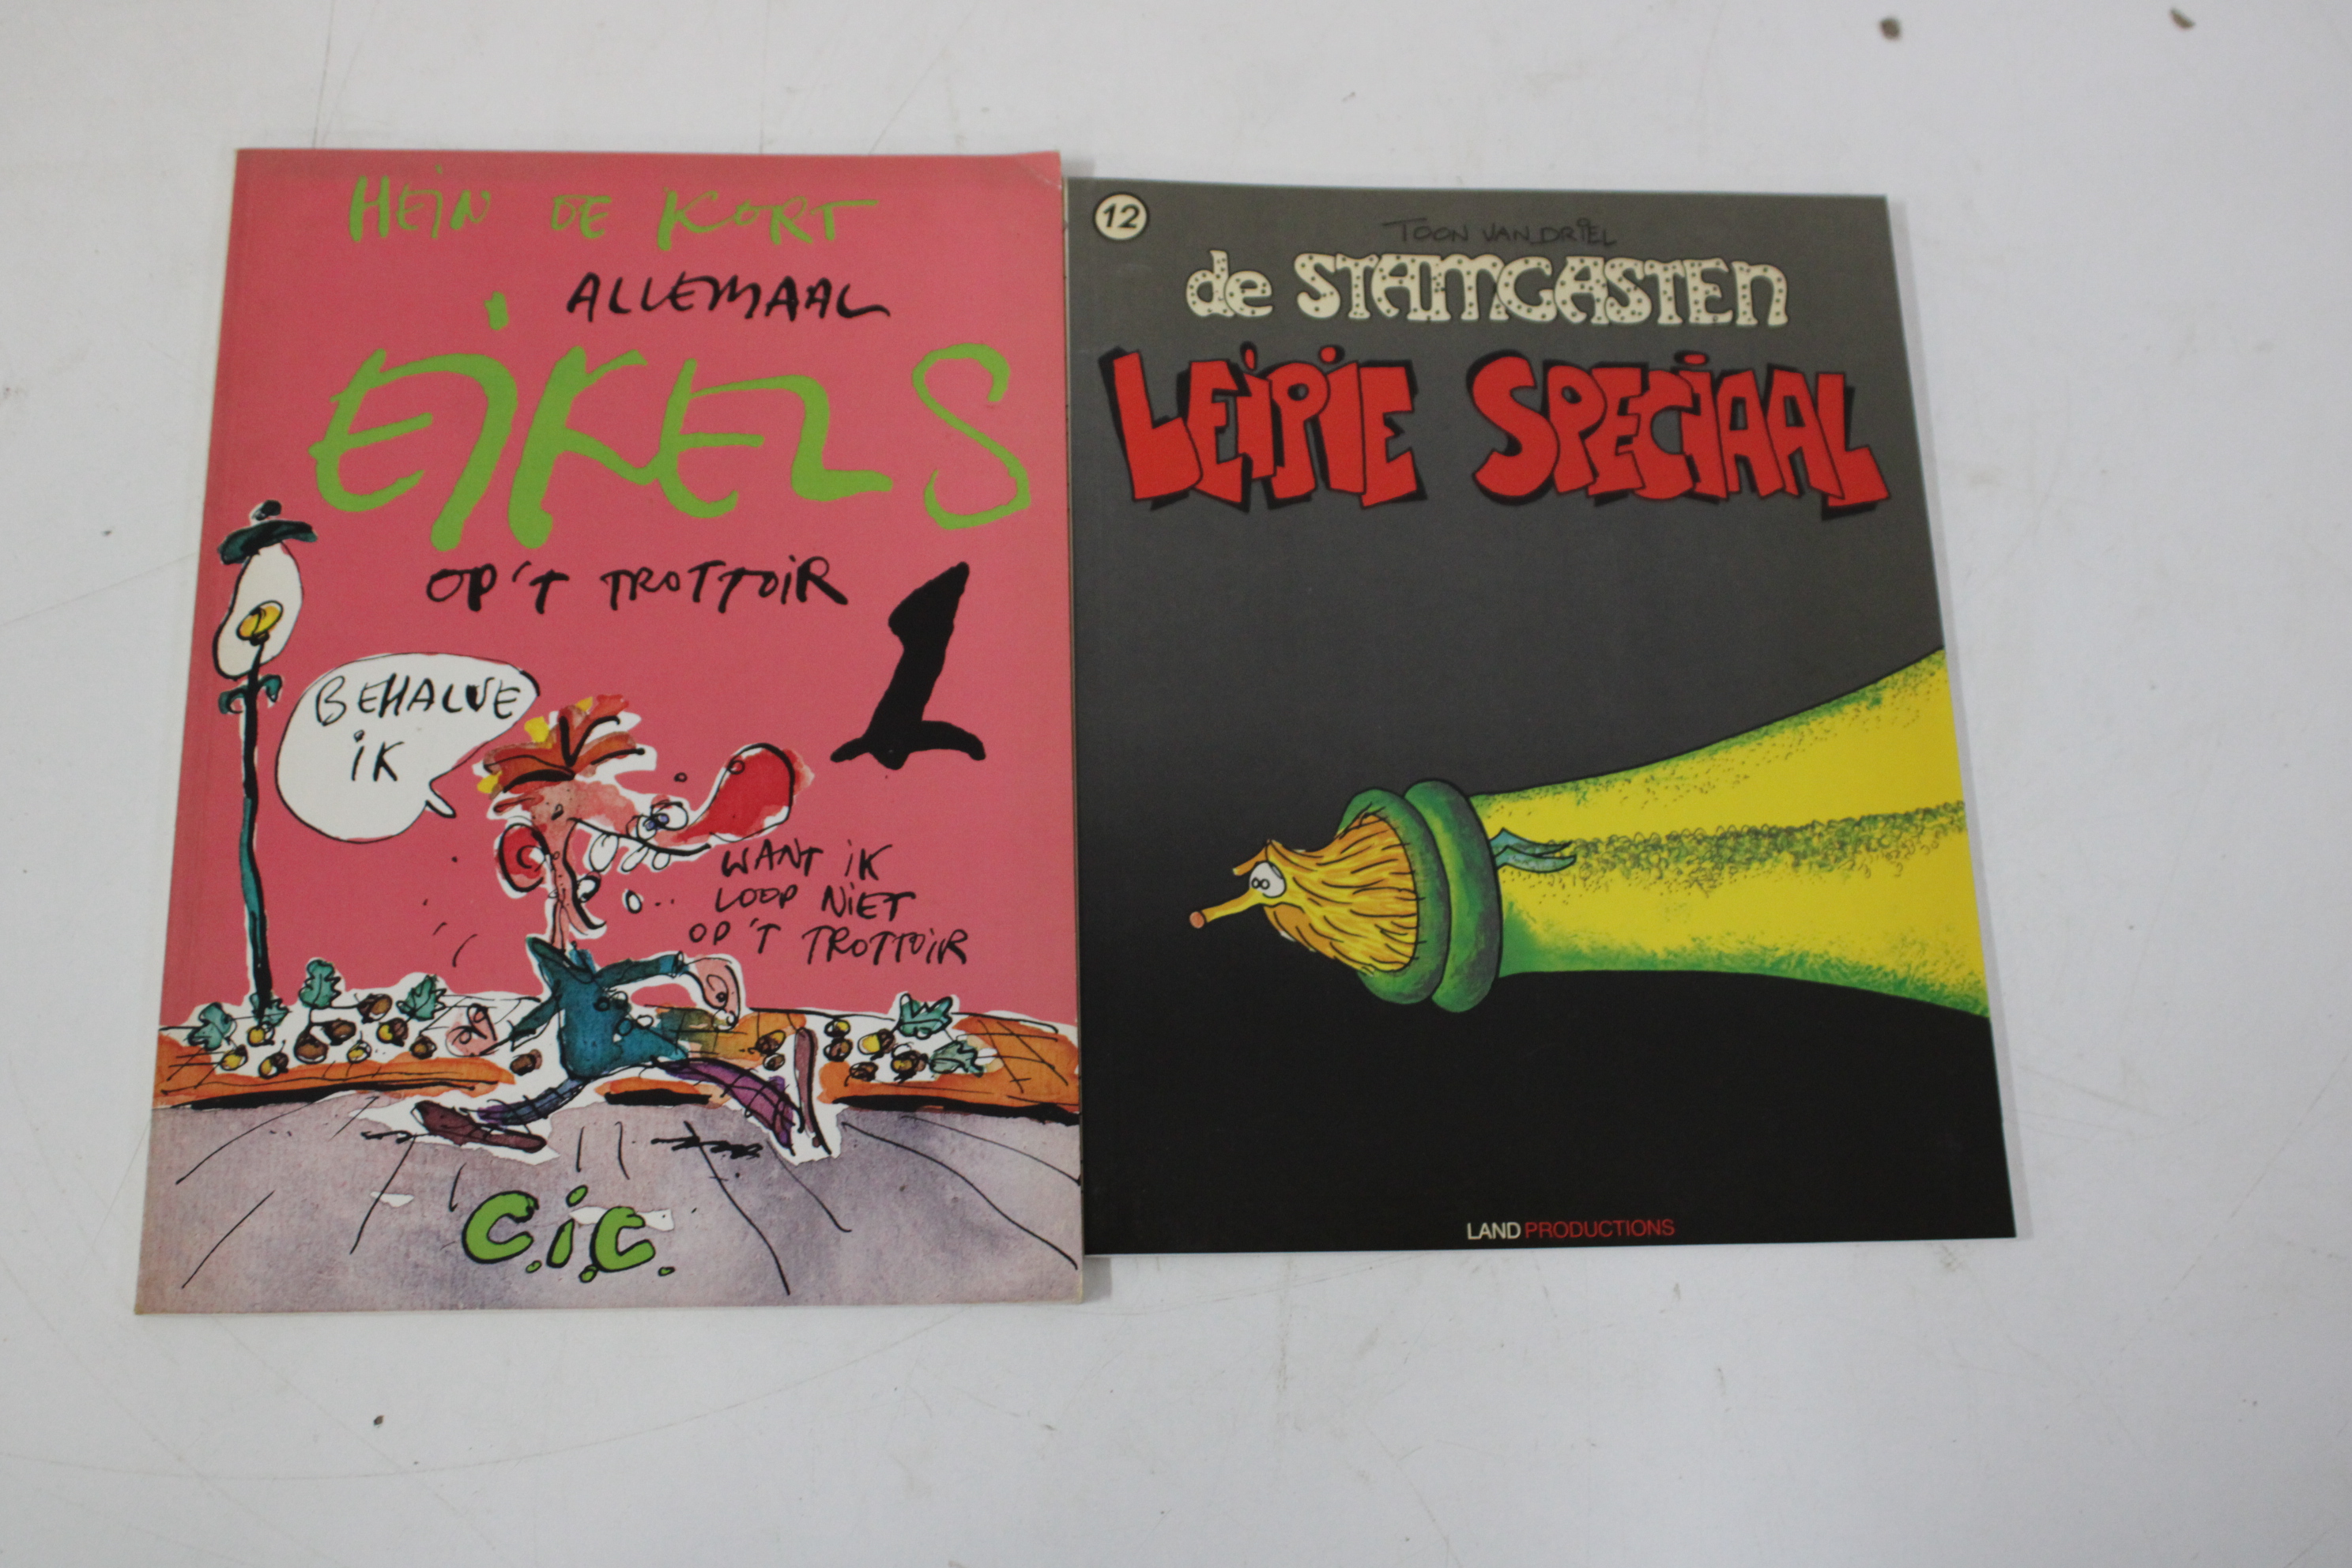 HEiN DE KORT
ALLEMAAL
EiKELS
OP 'T TROTTOiR
1
BEHALVE
iK
WANT iK
LOOP NiET
OP 'T TROTTOiR
C.i.C.
12
TOON VAN DRiEL
de STAMGASTEN
LEiPiE SPECiAAL
LAND PRODUCTIONS